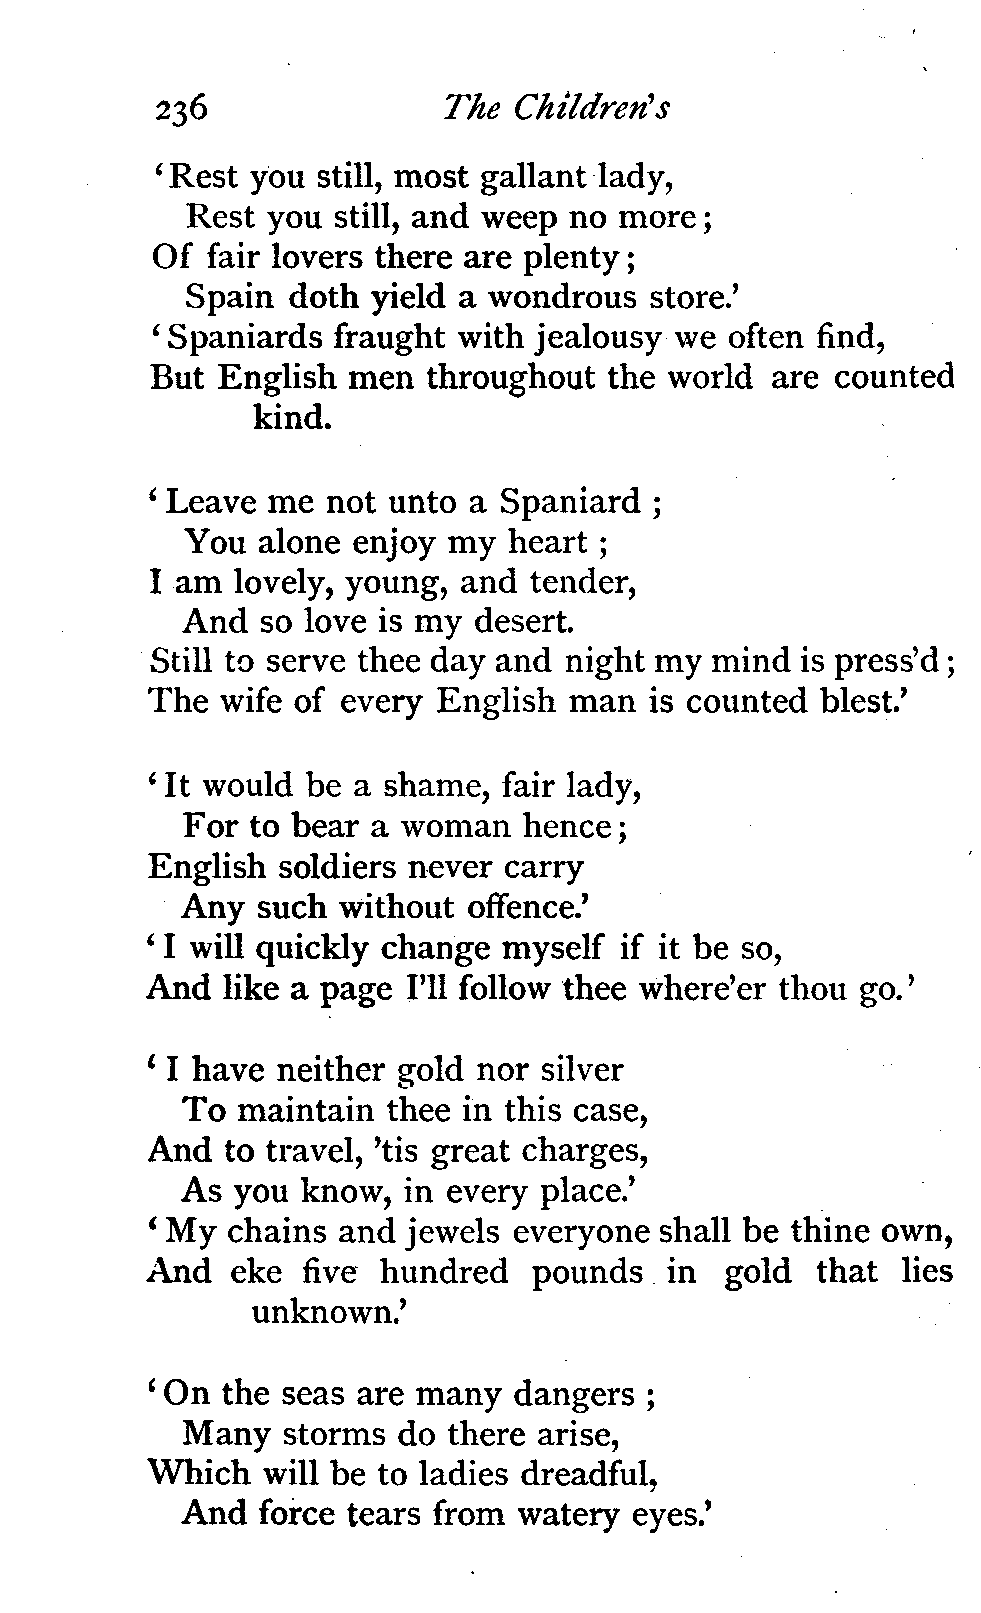 236 The Children's
‘Rest you still, most gallant lady,
Rest you still, and weep no more;
Of fair lovers there are plenty;
Spain doth yield a wondrous store.’
‘Spaniards fraught with jealousy we often find,
But English men throughout the world are counted
kind.
‘Leave me not unto a Spaniard;
You alone enjoy my heart;
I am lovely, young, and tender,
And so love is my desert.
Still to serve thee day and night my mind is press’d;
The wife of every English man is counted blest.’
‘It would be a shame, fair lady,
For to bear a woman hence;
English soldiers never carry
Any such without offence.’
‘I will quickly change myself if it be so,
And like a page I’ll follow thee where’er thou go.’
‘I have neither gold nor silver
To maintain thee in this case,
And to travel, ’tis great charges,
As you know, in every place.’
‘My chains and jewels everyone shall be thine own,
And eke five hundred pounds in gold that lies
unknown.’
‘On the seas are many dangers;
Many storms do there arise,
Which will be to ladies dreadful,
And force tears from watery eyes.’